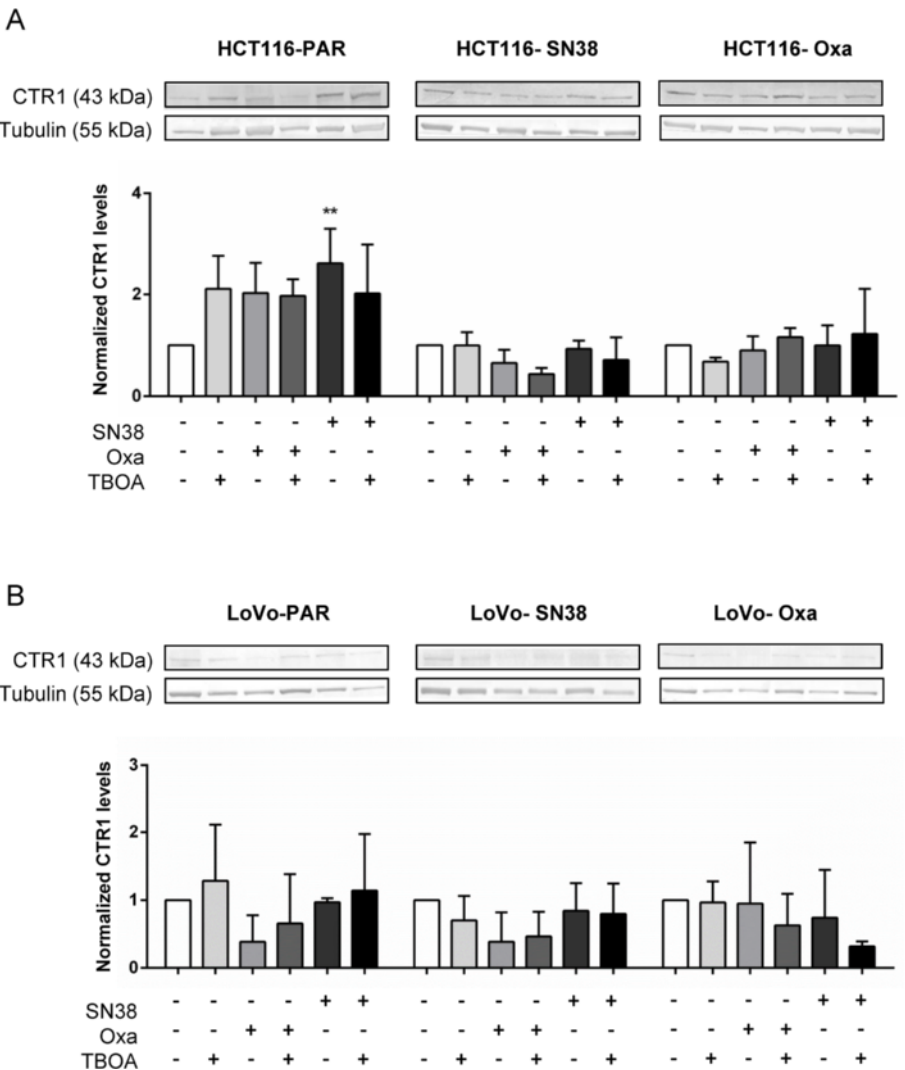 A
HCT116-PAR HCT116- SN38 HCT116- Oxa
CTR1 (43 kDa)
Tubulin (55 kDa)
Normalized CTR1 levels
4
**
2
0
SN38 - - - - + + - - - - + + - - - - + +
Oxa - - + + - - - - + + - - - - + + - -
TBOA - + - + - + - + - + - + - + - + - +
B
LoVo-PAR LoVo- SN38 LoVo- Oxa
CTR1 (43 kDa)
Tubulin (55 kDa)
Normalized CTR1 levels
3
2
1
0
SN38 - - - - + + - - - - + + - - - - + +
Oxa - - + + - - - - + + - - - - + + - -
TBOA - + - + - + - + - + - + - + - + - +